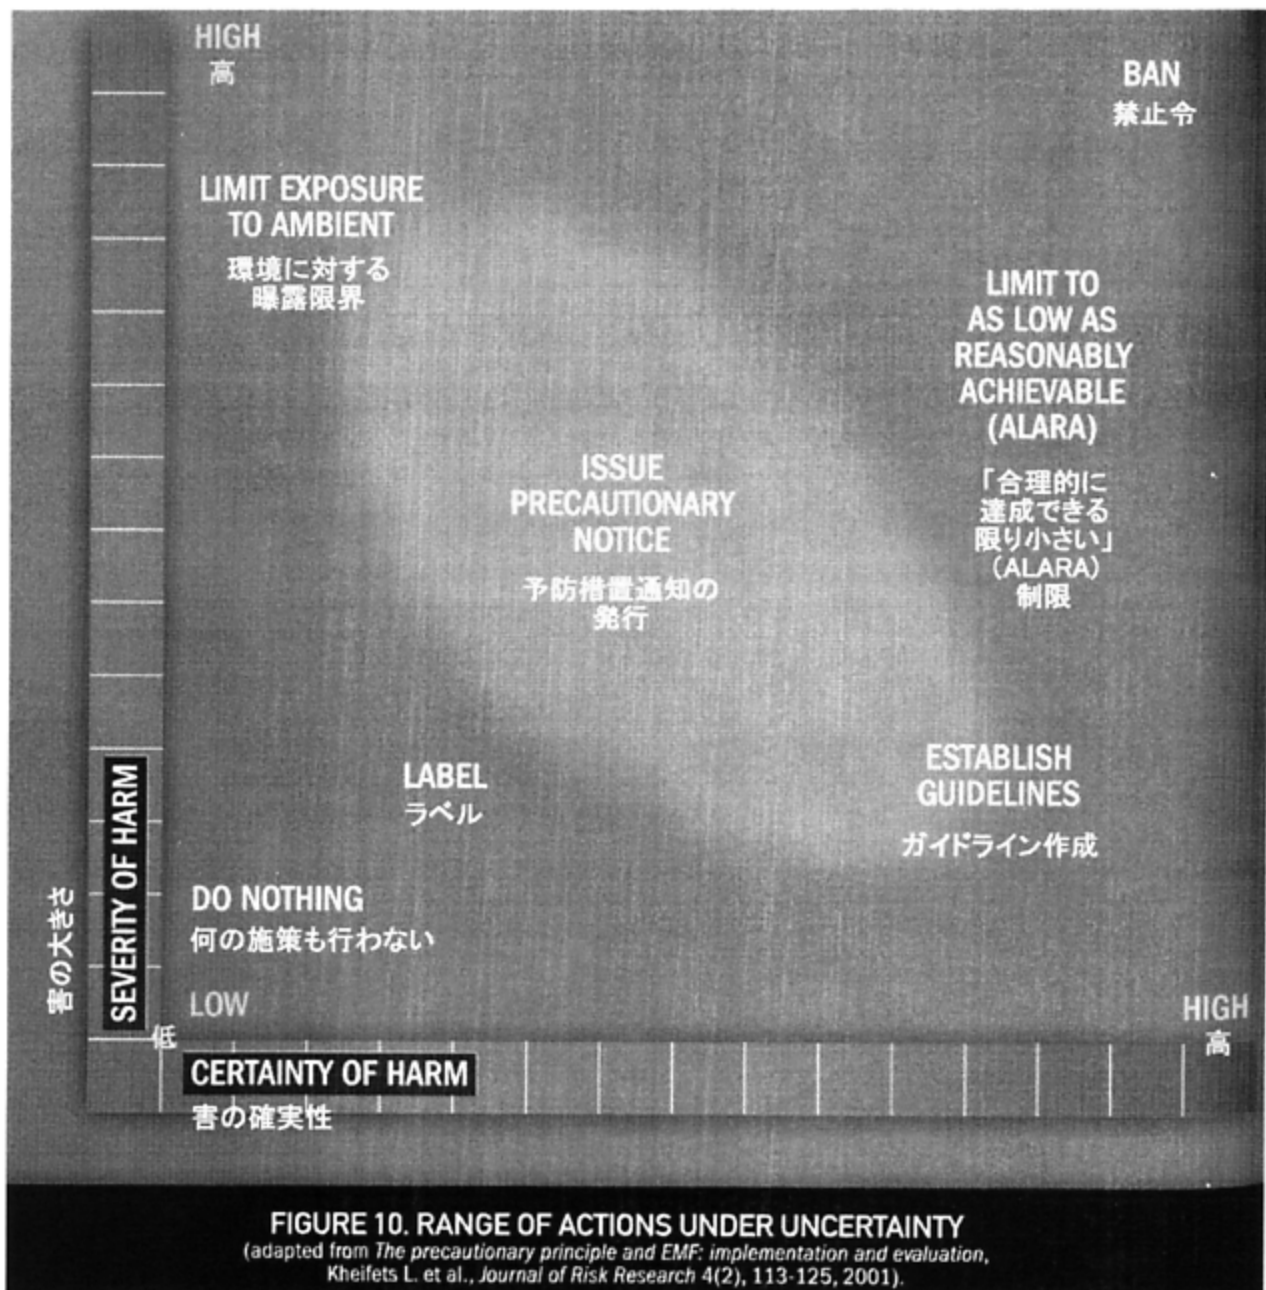 HIGH
高
BAN
禁止令
LIMIT EXPOSURE
TO AMBIENT
環境に対する
曝露限界
LIMIT TO
AS LOW AS
REASONABLY
ACHIEVABLE
(ALARA)
「合理的に
達成できる
限り小さい」
(ALARA)
制限
ISSUE
PRECAUTIONARY
NOTICE
予防措置通知の
発行
ESTABLISH
GUIDELINES
ガイドライン作成
LABEL
ラベル
DO NOTHING
何の施策も行わない
SEVERITY OF HARM
害の大きさ
LOW
低
HIGH
高
CERTAINTY OF HARM
害の確実性
FIGURE 10. RANGE OF ACTIONS UNDER UNCERTAINTY
(adapted from The precautionary principle and EMF: implementation and evaluation,
Kheifets L. et al., Journal of Risk Research 4(2), 113-125, 2001).